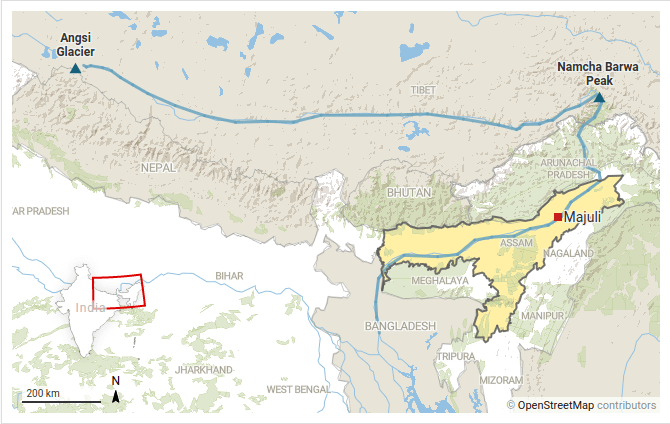 Angsi
Glacier
Namcha Barwa
Peak
TIBET
NEPAL
ARUNACHAL
PRADESH
BHUTAN
AR PRADESH
Majuli
ASSAM
NAGALAND
BIHAR
MEGHALAYA
India
MANIPUR
BANGLADESH
TRIPURA
JHARKHAND
MIZORAM
WEST BENGAL
N
200 km
© OpenStreetMap contributors